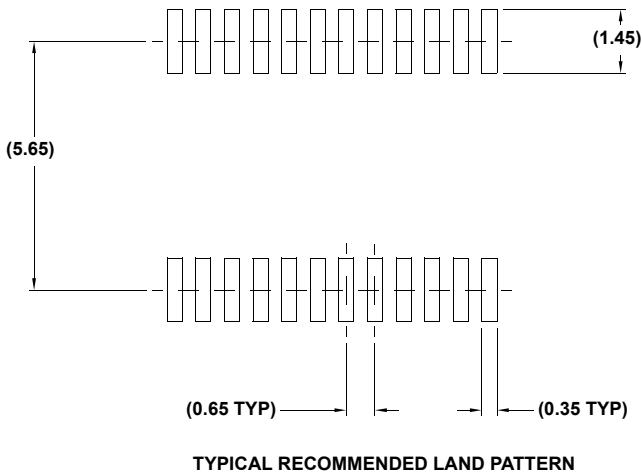 (1.45)
(5.65)
(0.65 TYP)
(0.35 TYP)
TYPICAL RECOMMENDED LAND PATTERN